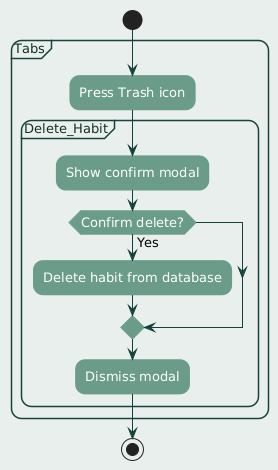 Tabs
Press Trash icon
Delete_Habit
Show confirm modal
Confirm delete?
Yes
Delete habit from database
Dismiss modal